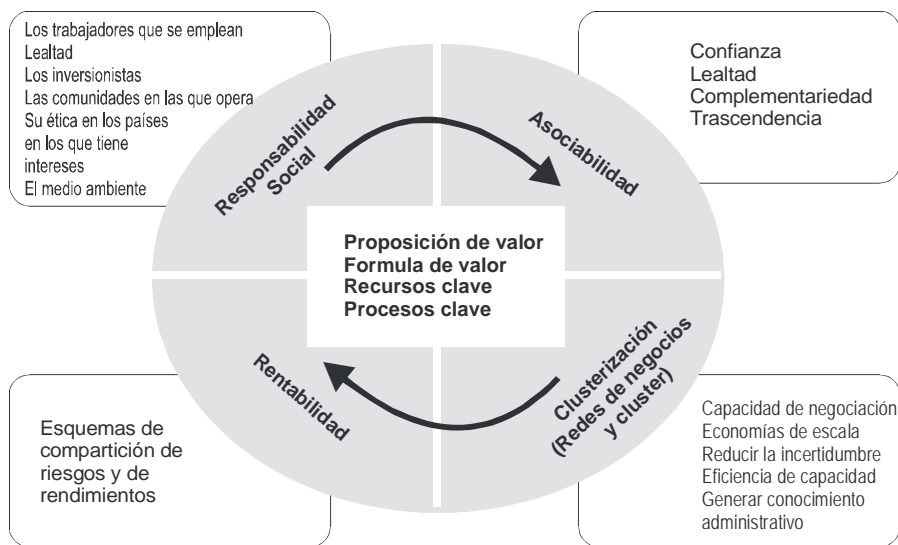 Los trabajadores que se emplean
Lealtad
Los inversionistas
Las comunidades en las que opera
Su ética en los países
en los que tiene
intereses
El medio ambiente
Confianza
Lealtad
Complementariedad
Trascendencia
Responsabilidad
Social
Asociabilidad
Proposición de valor
Formula de valor
Recursos clave
Procesos clave
Rentabilidad
Clusterización
(Redes de negocios
y cluster)
Esquemas de
compartición de
riesgos y de
rendimientos
Capacidad de negociación
Economías de escala
Reducir la incertidumbre
Eficiencia de capacidad
Generar conocimiento
administrativo